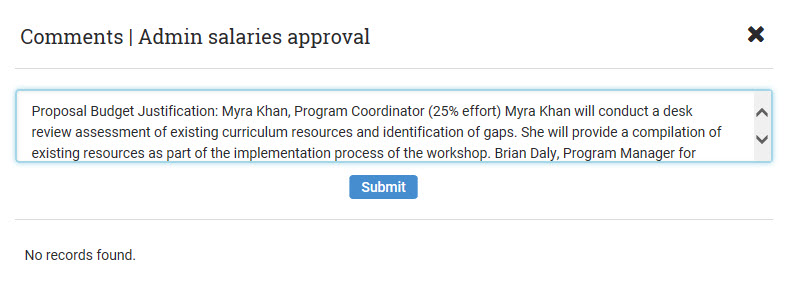 Comments | Admin salaries approval
Proposal Budget Justification: Myra Khan, Program Coordinator (25% effort) Myra Khan will conduct a desk
review assessment of existing curriculum resources and identification of gaps. She will provide a compilation of
existing resources as part of the implementation process of the workshop. Brian Daly, Program Manager for
Submit
No records found.